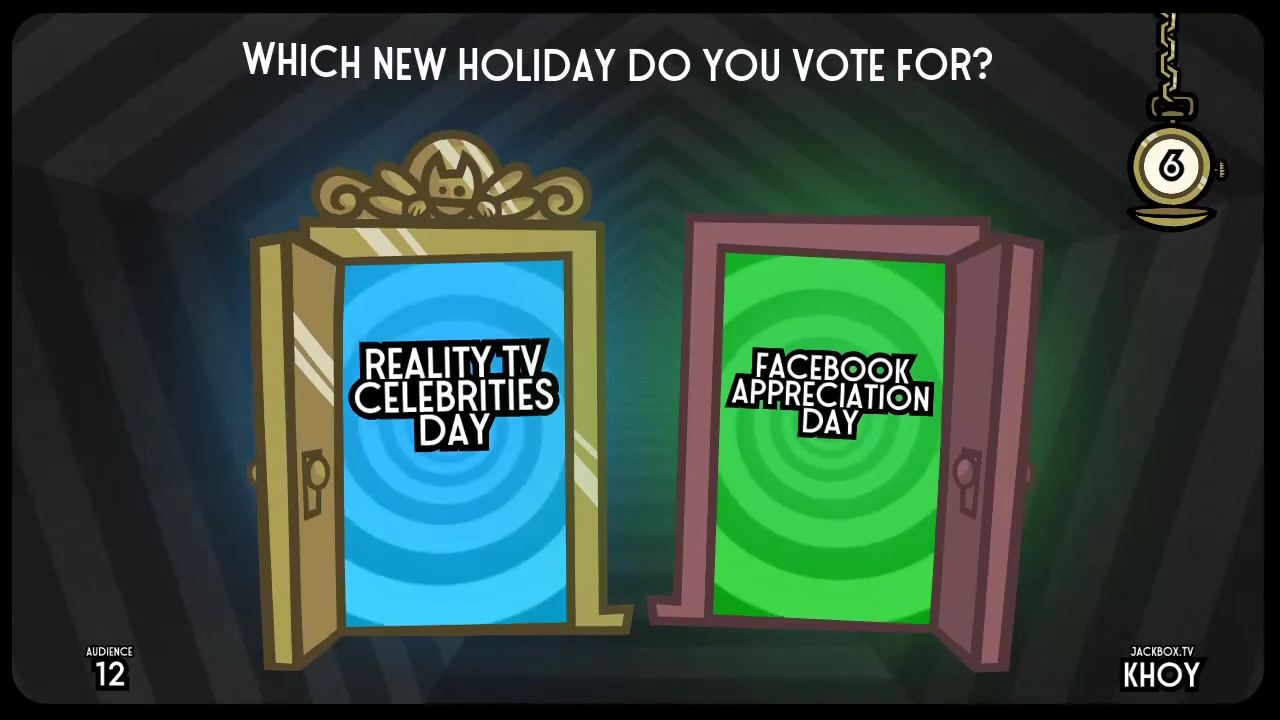 WHICH NEW HOLIDAY DO YOU VOTE FOR?
6
REALITY TV
CELEBRITIES
DAY
FACEBOOK
APPRECIATION
DAY
AUDIENCE
12
JACKBOX.TV
KHOY